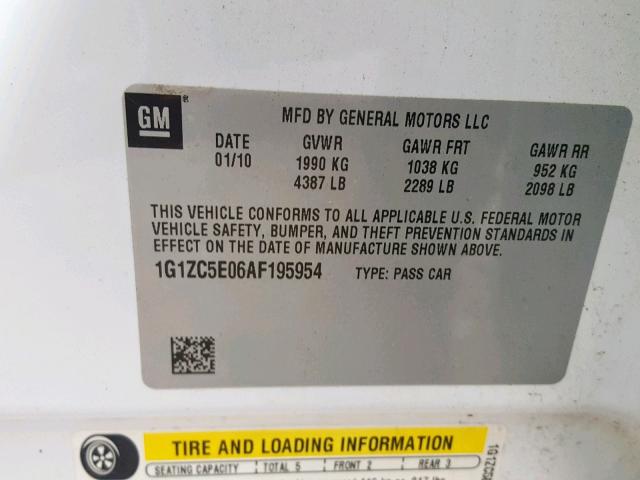 GM ®
MFD BY GENERAL MOTORS LLC
DATE GVWR GAWR FRT GAWR RR
01/10 1990 KG 1038 KG 952 KG
4387 LB 2289 LB 2098 LB
THIS VEHICLE CONFORMS TO ALL APPLICABLE U.S. FEDERAL MOTOR
VEHICLE SAFETY, BUMPER, AND THEFT PREVENTION STANDARDS IN
EFFECT ON THE DATE OF MANUFACTURE SHOWN ABOVE.
1G1ZC5E06AF195954 TYPE: PASS CAR
TIRE AND LOADING INFORMATION
SEATING CAPACITY TOTAL 5 FRONT 2 REAR 3